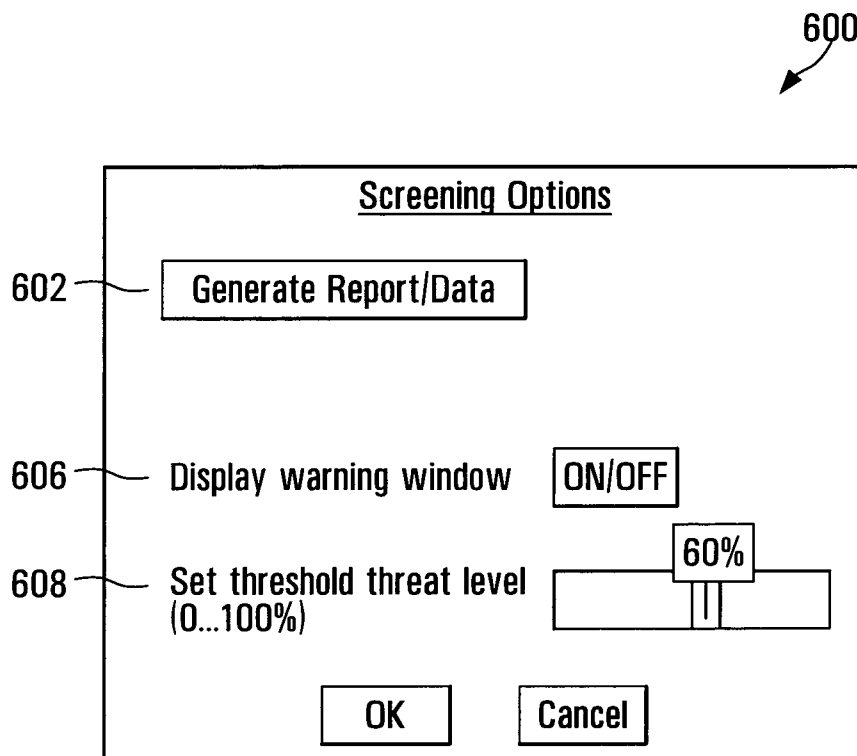 600
Screening Options
602 Generate Report/Data
606 Display warning window ON/OFF
60%
608 Set threshold threat level
(0...100%)
OK Cancel